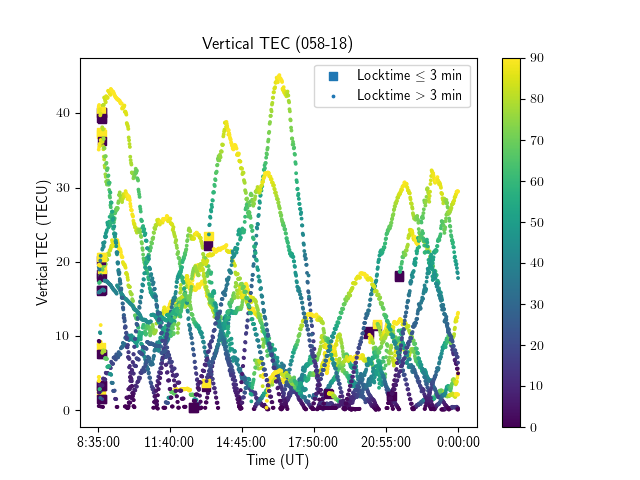 Vertical TEC (058-18)
Locktime ≤ 3 min
Locktime > 3 min
Vertical TEC (TECU)
40
30
20
10
0
8:35:00 11:40:00 14:45:00 17:50:00 20:55:00 0:00:00
Time (UT)
90
80
70
60
50
40
30
20
10
0